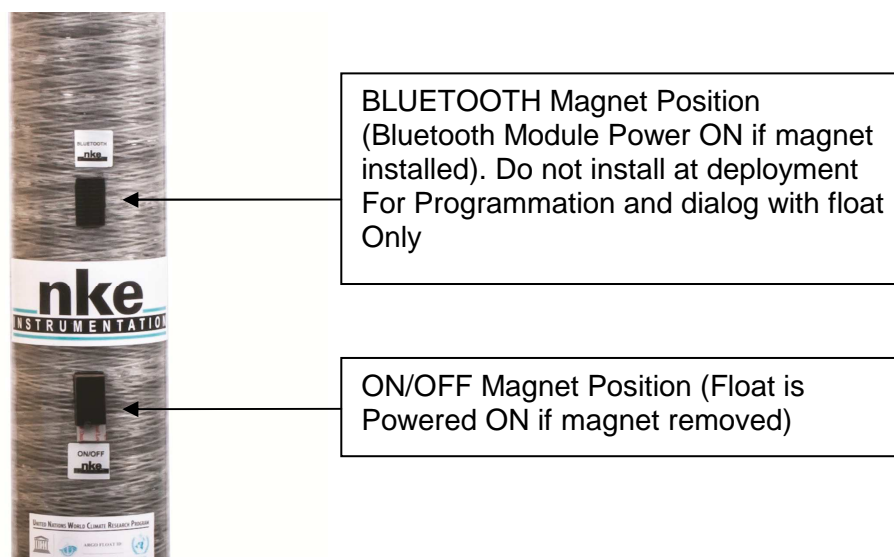 BLUETOOTH
nke
BLUETOOTH Magnet Position
(Bluetooth Module Power ON if magnet
installed). Do not install at deployment
For Programmation and dialog with float
Only
nke
INSTRUMENTATION
ON/OFF Magnet Position (Float is
Powered ON if magnet removed)
ON/OFF
nke
UNITED NATIONS WORLD CLIMATE RESEARCH PROGRAM